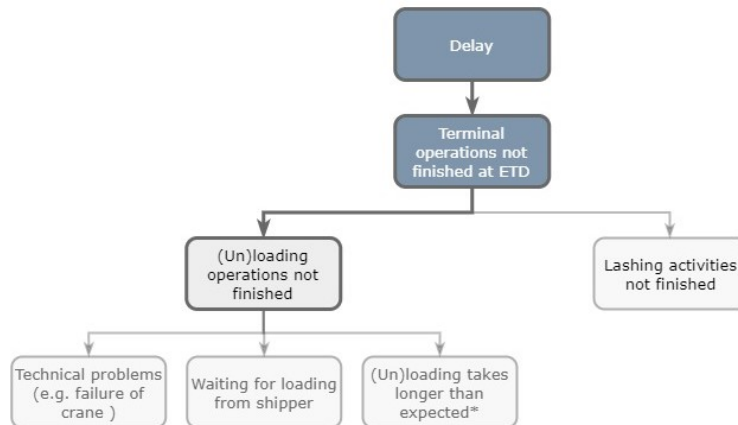 Delay
Terminal
operations not
finished at ETD
(Un)loading
operations not
finished
Lashing activities
not finished
Technical problems
(e.g. failure of
crane )
Waiting for loading
from shipper
(Un)loading takes
longer than
expected*